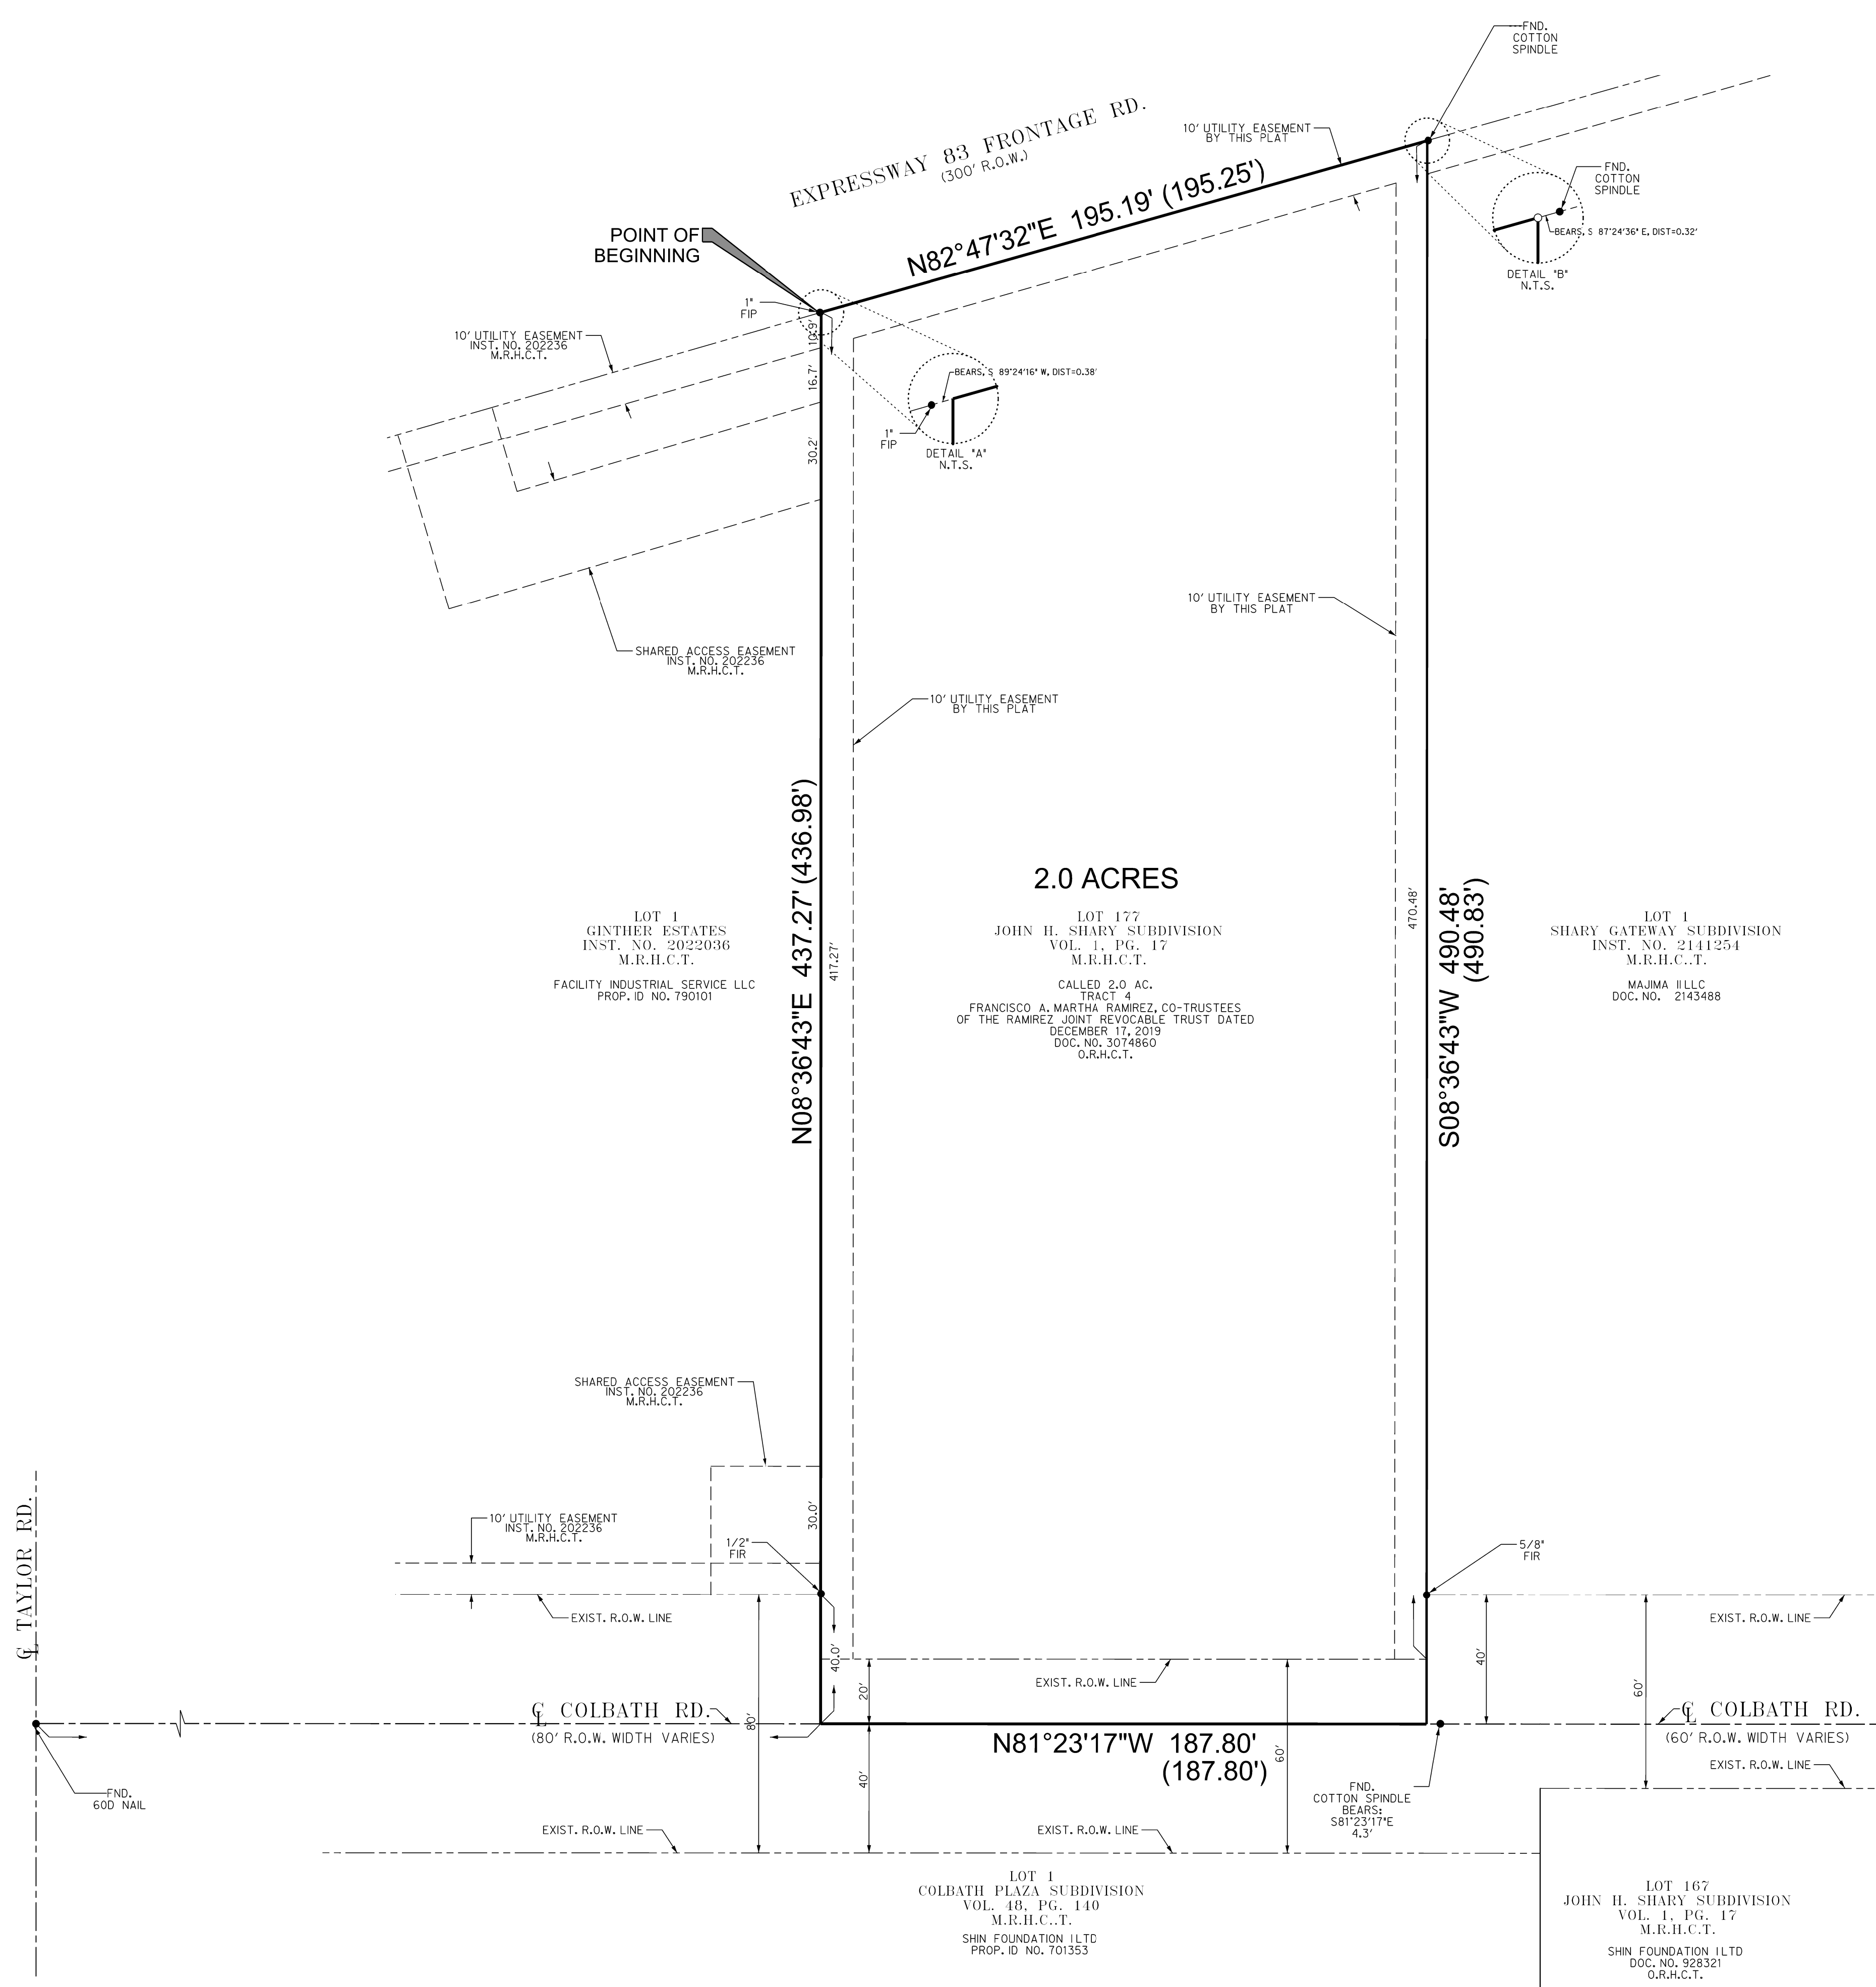 ---FND.
COTTON
SPINDLE
EXPRESSWAY 83 FRONTAGE RD.
(300' R.O.W.)
10' UTILITY EASEMENT
BY THIS PLAT
N82°47'32"E 195.19' (195.25')
FND.
COTTON
SPINDLE
BEARS, S 87°24'36" E, DIST=0.32'
DETAIL "B"
N.T.S.
POINT OF
BEGINNING
1"
FIP
10' UTILITY EASEMENT
INST. NO. 202236
M.R.H.C.T.
10.9'
16.7'
30.2'
BEARS, S 89°24'16" W, DIST=0.38'
1"
FIP
DETAIL "A"
N.T.S.
SHARED ACCESS EASEMENT
INST. NO. 202236
M.R.H.C.T.
10' UTILITY EASEMENT
BY THIS PLAT
10' UTILITY EASEMENT
BY THIS PLAT
N08°36'43"E 437.27' (436.98')
417.27'
2.0 ACRES
LOT 177
JOHN H. SHARY SUBDIVISION
VOL. 1, PG. 17
M.R.H.C.T.
CALLED 2.0 AC.
TRACT 4
FRANCISCO A. MARTHA RAMIREZ, CO-TRUSTEES
OF THE RAMIREZ JOINT REVOCABLE TRUST DATED
DECEMBER 17, 2019
DOC. NO. 3074860
O.R.H.C.T.
LOT 1
GINTHER ESTATES
INST. NO. 2022036
M.R.H.C.T.
FACILITY INDUSTRIAL SERVICE LLC
PROP. ID NO. 790101
470.48'
S08°36'43"W 490.48'
(490.83')
LOT 1
SHARY GATEWAY SUBDIVISION
INST. NO. 2141254
M.R.H.C..T.
MAJIMA II LLC
DOC. NO. 2143488
SHARED ACCESS EASEMENT
INST. NO. 202236
M.R.H.C.T.
10' UTILITY EASEMENT
INST. NO. 202236
M.R.H.C.T.
30.0'
1/2"
FIR
5/8"
FIR
EXIST. R.O.W. LINE
EXIST. R.O.W. LINE
EXIST. R.O.W. LINE
℄ TAYLOR RD.
40.0'
20'
80'
40'
60'
40'
60'
℄ COLBATH RD.
(80' R.O.W. WIDTH VARIES)
N81°23'17"W 187.80'
(187.80')
℄ COLBATH RD.
(60' R.O.W. WIDTH VARIES)
EXIST. R.O.W. LINE
FND.
60D NAIL
FND.
COTTON SPINDLE
BEARS:
S81°23'17"E
4.3'
EXIST. R.O.W. LINE
EXIST. R.O.W. LINE
LOT 1
COLBATH PLAZA SUBDIVISION
VOL. 48, PG. 140
M.R.H.C..T.
SHIN FOUNDATION I LTD
PROP. ID NO. 701353
LOT 167
JOHN H. SHARY SUBDIVISION
VOL. 1, PG. 17
M.R.H.C.T.
SHIN FOUNDATION I LTD
DOC. NO. 928321
O.R.H.C.T.